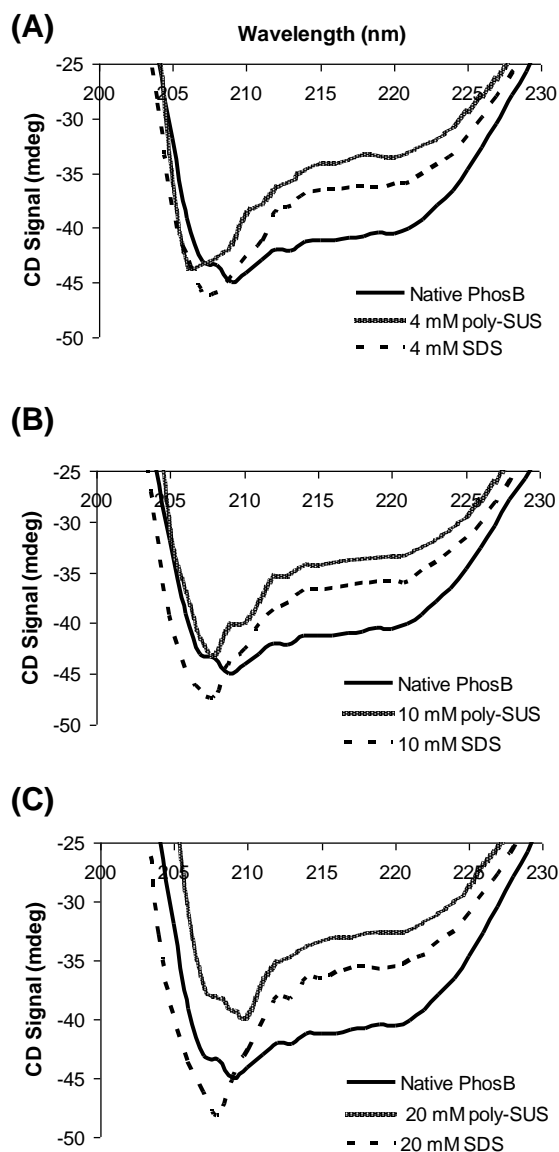 (A)
Wavelength (nm)
200 205 210 215 220 225 230
-25
-30
-35
-40
-45
-50
CD Signal (mdeg)
Native PhosB
4 mM poly-SUS
4 mM SDS
(B)
200 205 210 215 220 225 230
-25
-30
-35
-40
-45
-50
CD Signal (mdeg)
Native PhosB
10 mM poly-SUS
10 mM SDS
(C)
200 205 210 215 220 225 230
-25
-30
-35
-40
-45
-50
CD Signal (mdeg)
Native PhosB
20 mM poly-SUS
20 mM SDS